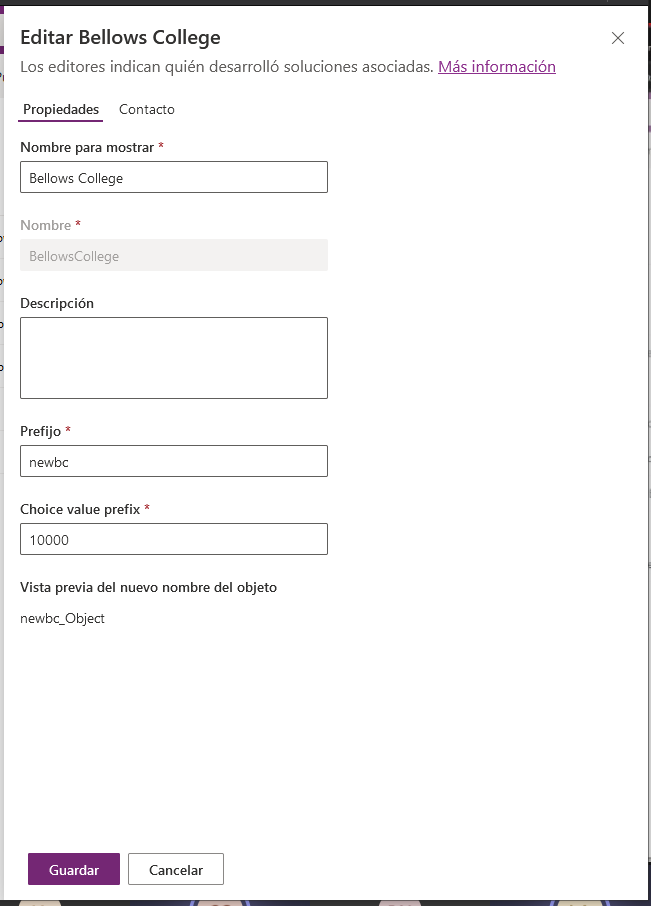 Editar Bellows College
Los editores indican quién desarrolló soluciones asociadas. Más información
Propiedades Contacto
Nombre para mostrar *
Bellows College
Nombre *
BellowsCollege
Descripción
Prefijo *
newbc
Choice value prefix *
10000
Vista previa del nuevo nombre del objeto
newbc_Object
Guardar Cancelar